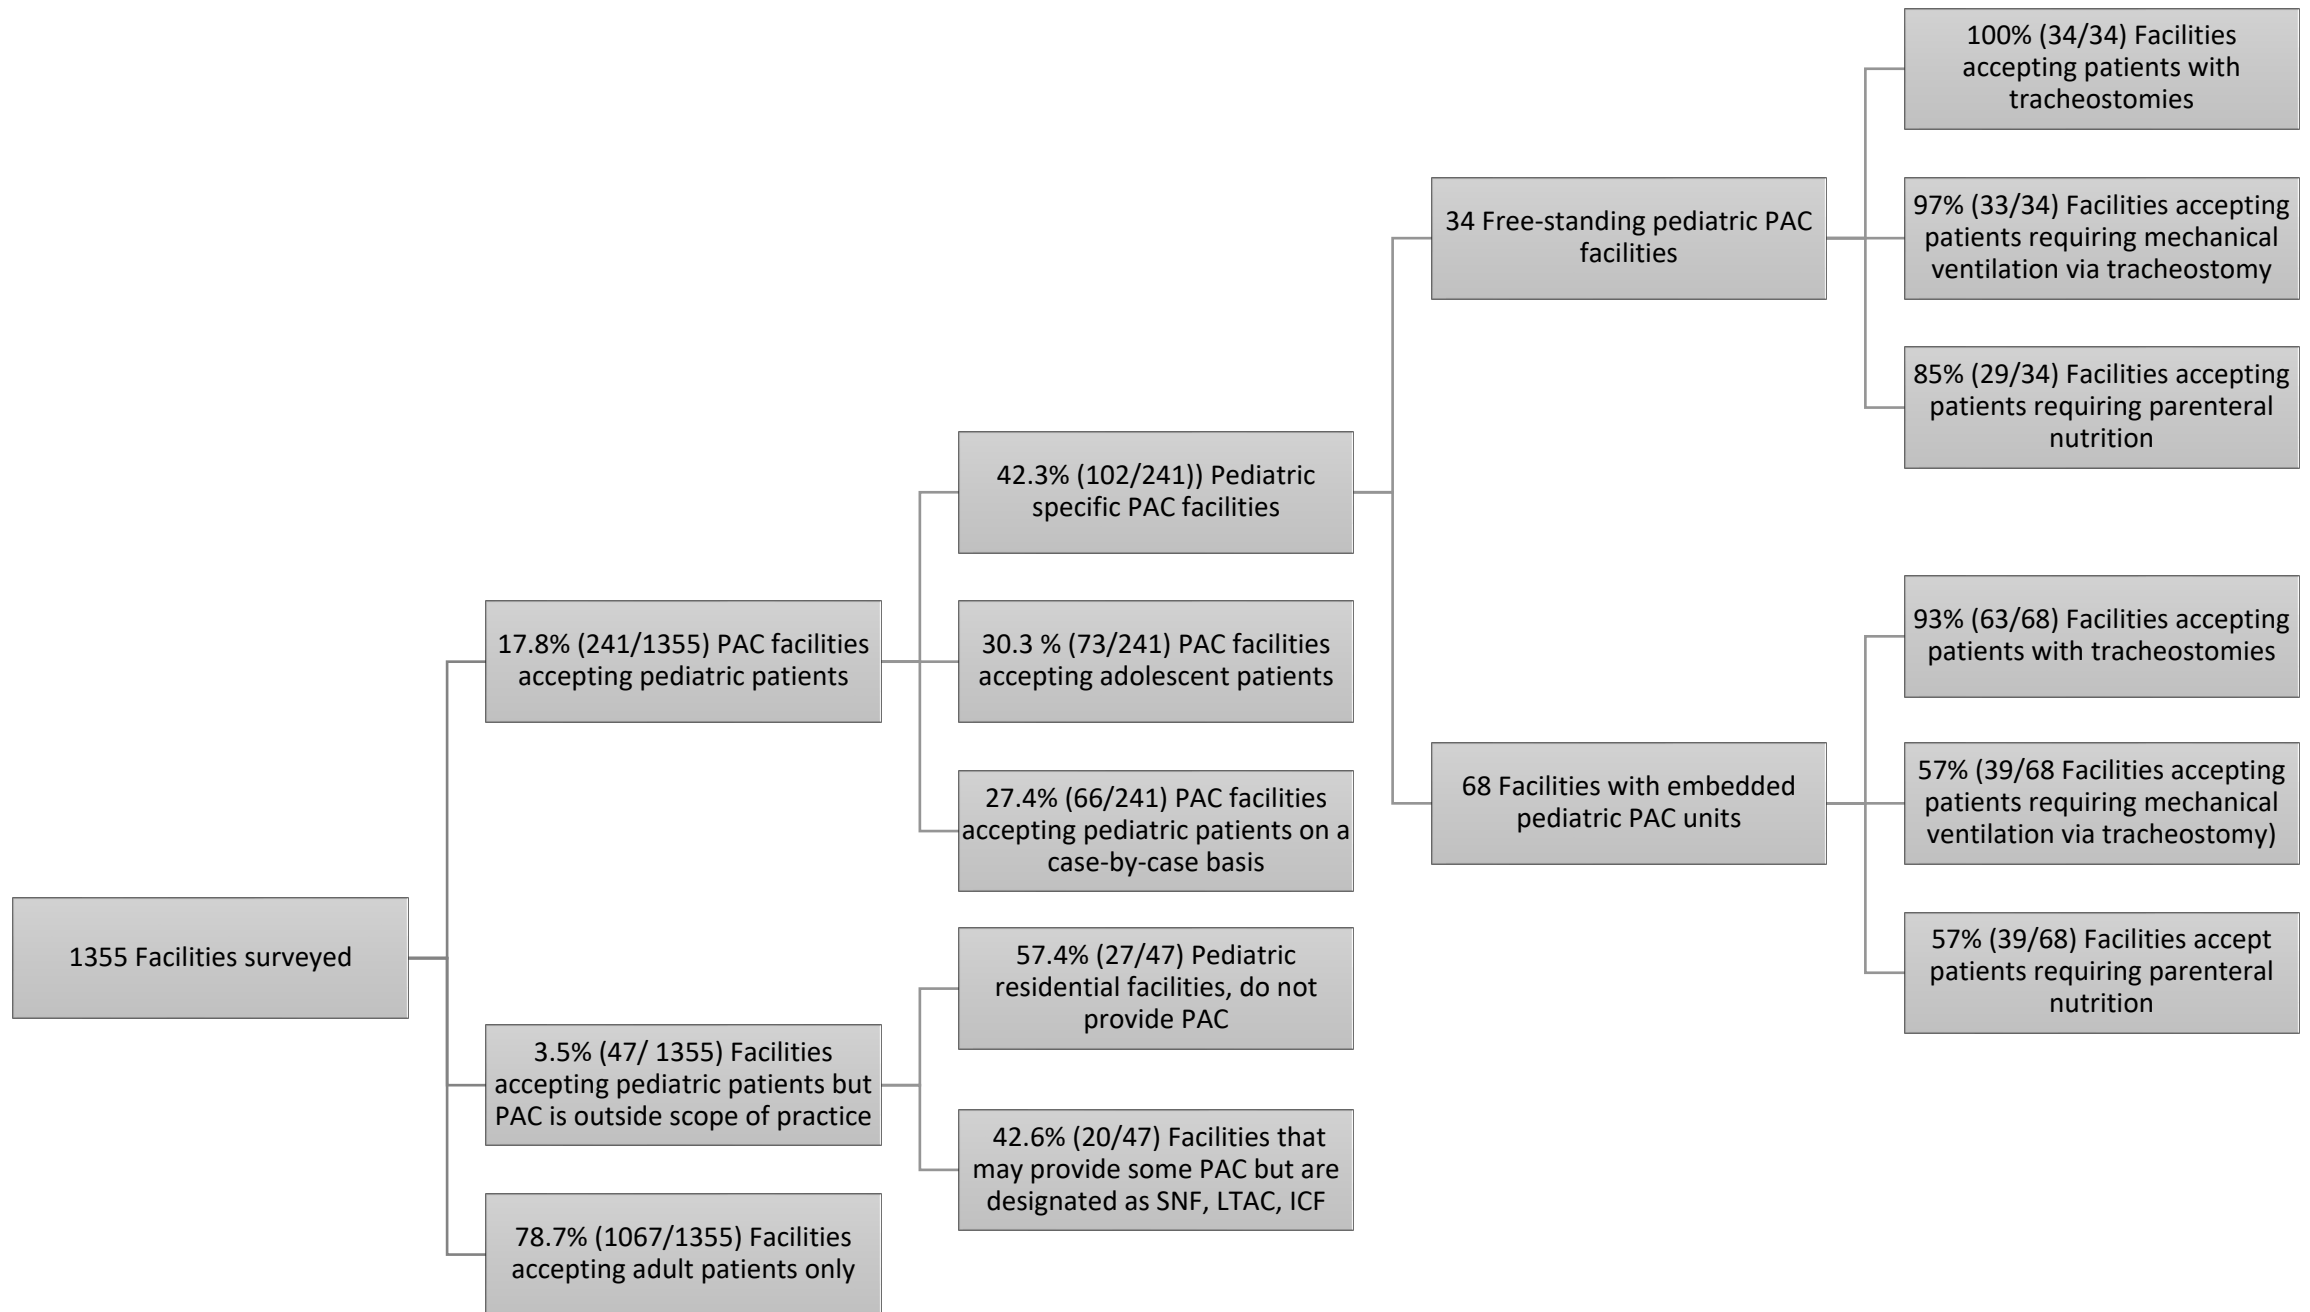 1355 Facilities surveyed
17.8% (241/1355) PAC facilities
accepting pediatric patients
3.5% (47/ 1355) Facilities
accepting pediatric patients but
PAC is outside scope of practice
78.7% (1067/1355) Facilities
accepting adult patients only
42.3% (102/241)) Pediatric
specific PAC facilities
30.3 % (73/241) PAC facilities
accepting adolescent patients
27.4% (66/241) PAC facilities
accepting pediatric patients on a
case-by-case basis
57.4% (27/47) Pediatric
residential facilities, do not
provide PAC
42.6% (20/47) Facilities that
may provide some PAC but are
designated as SNF, LTAC, ICF
34 Free-standing pediatric PAC
facilities
68 Facilities with embedded
pediatric PAC units
100% (34/34) Facilities
accepting patients with
tracheostomies
97% (33/34) Facilities accepting
patients requiring mechanical
ventilation via tracheostomy
85% (29/34) Facilities accepting
patients requiring parenteral
nutrition
93% (63/68) Facilities accepting
patients with tracheostomies
57% (39/68 Facilities accepting
patients requiring mechanical
ventilation via tracheostomy)
57% (39/68) Facilities accept
patients requiring parenteral
nutrition